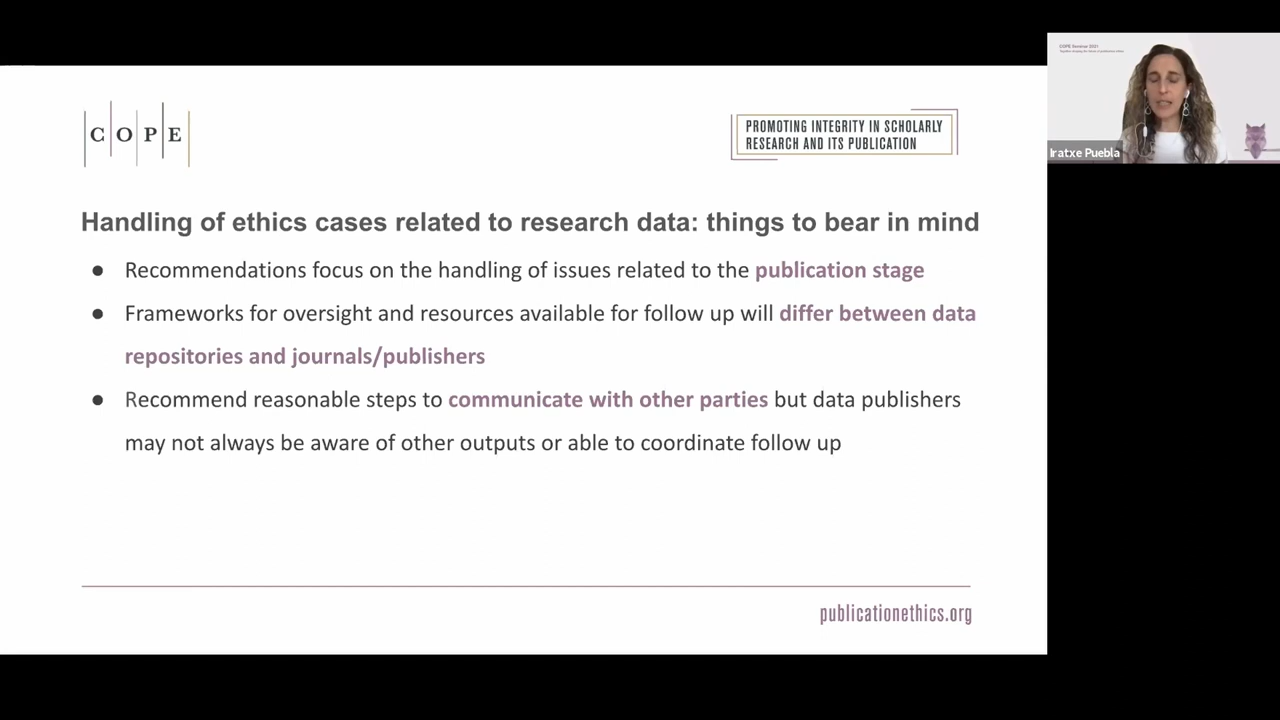 COPE Seminar 2021
Iratxe Puebla
COPE
PROMOTING INTEGRITY IN SCHOLARLY
RESEARCH AND ITS PUBLICATION
Handling of ethics cases related to research data: things to bear in mind
● Recommendations focus on the handling of issues related to the publication stage
● Frameworks for oversight and resources available for follow up will differ between data
repositories and journals/publishers
● Recommend reasonable steps to communicate with other parties but data publishers
may not always be aware of other outputs or able to coordinate follow up
publicationethics.org